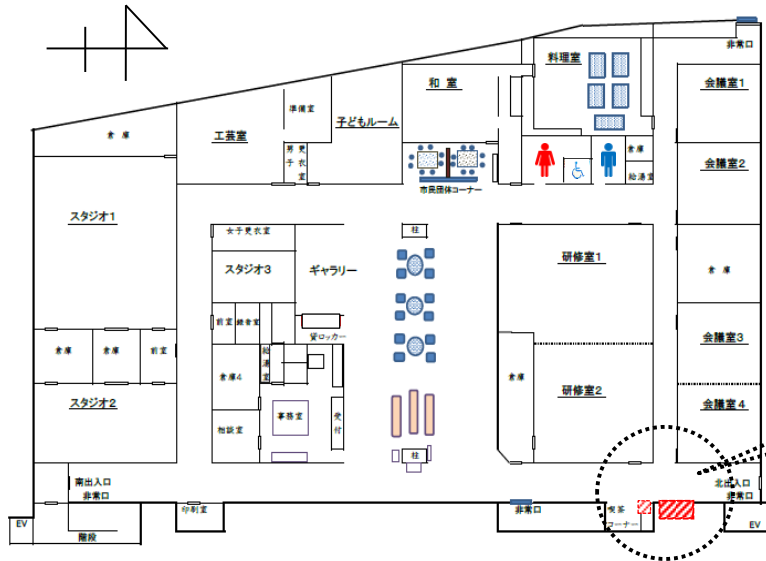 非常口
料理室
会議室1
和 室
準備室
子どもルーム
倉 庫
工芸室
男子更衣室
倉庫
給湯室
会議室2
市民団体コーナー
スタジオ1
女子更衣室
柱
スタジオ3
ギャラリー
研修室1
倉 庫
前室
録音室
貸ロッカー
会議室3
倉庫
倉庫
前室
倉庫4
給湯室
倉庫
研修室2
スタジオ2
事務室
受付
会議室4
相談室
柱
南出入口
非常口
北出入口
非常口
印刷室
非常口
喫茶
コーナー
EV
階段
EV